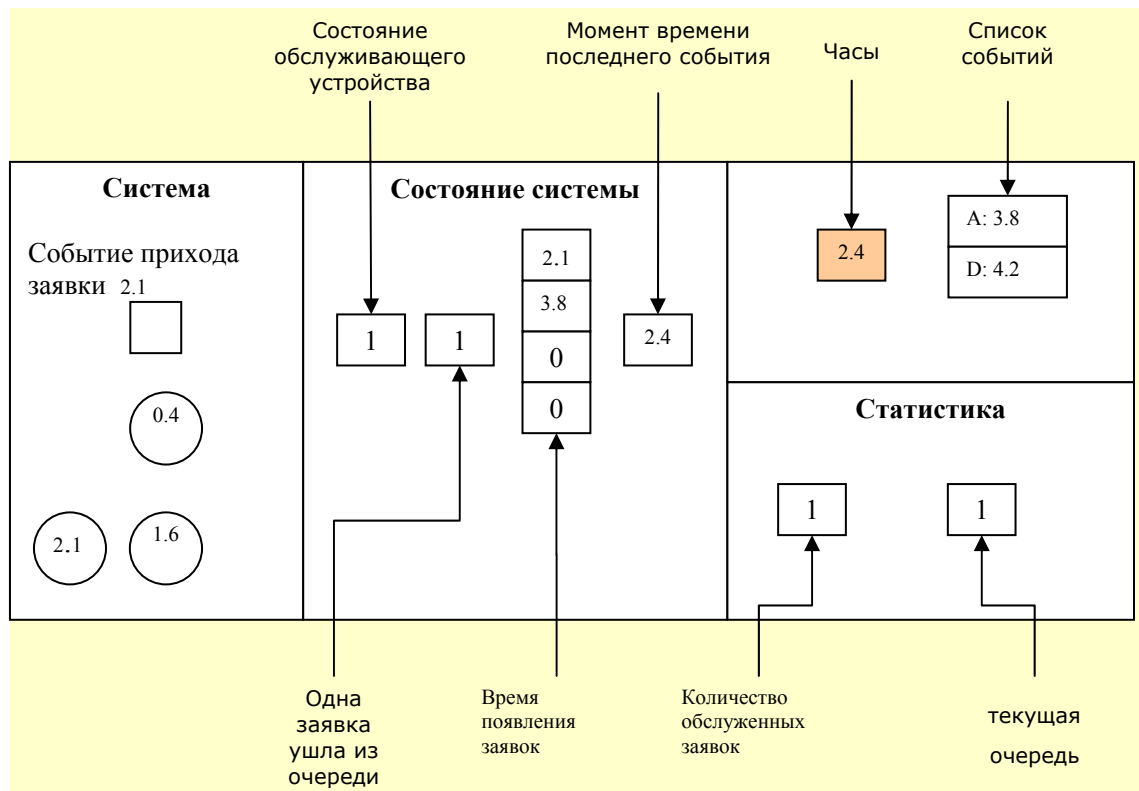 Состояние
обслуживающего
устройства
Момент времени
последнего события
Часы
Список
событий
Система
Событие прихода
заявки 2.1
0.4
2.1
1.6
Состояние системы
1
1
2.1
3.8
0
0
2.4
2.4
A: 3.8
D: 4.2
Статистика
1
1
Одна
заявка
ушла из
очереди
Время
появления
заявок
Количество
обслуженных
заявок
текущая
очередь